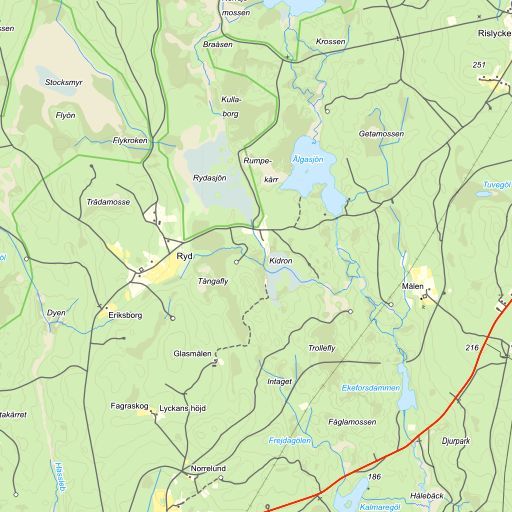 mossen
Krossen
Rislycke
Braåsen
251
Stocksmyr
Kulla-
borg
Flyön
Getamossen
Flykroken
Rumpe-
kärr
Älgasjön
Rydasjön
Tuvegöl
Trådamosse
Ryd
Kidron
Tångafly
Målen
Dyen
Eriksborg
216
Glasmålen
Trollefly
Intaget
Ekeforsdammen
Fagraskog
Lyckans höjd
takärret
Fåglamossen
Frejdagölen
Djurpark
Norrelund
186
Hålebäck
Kalmaregöl